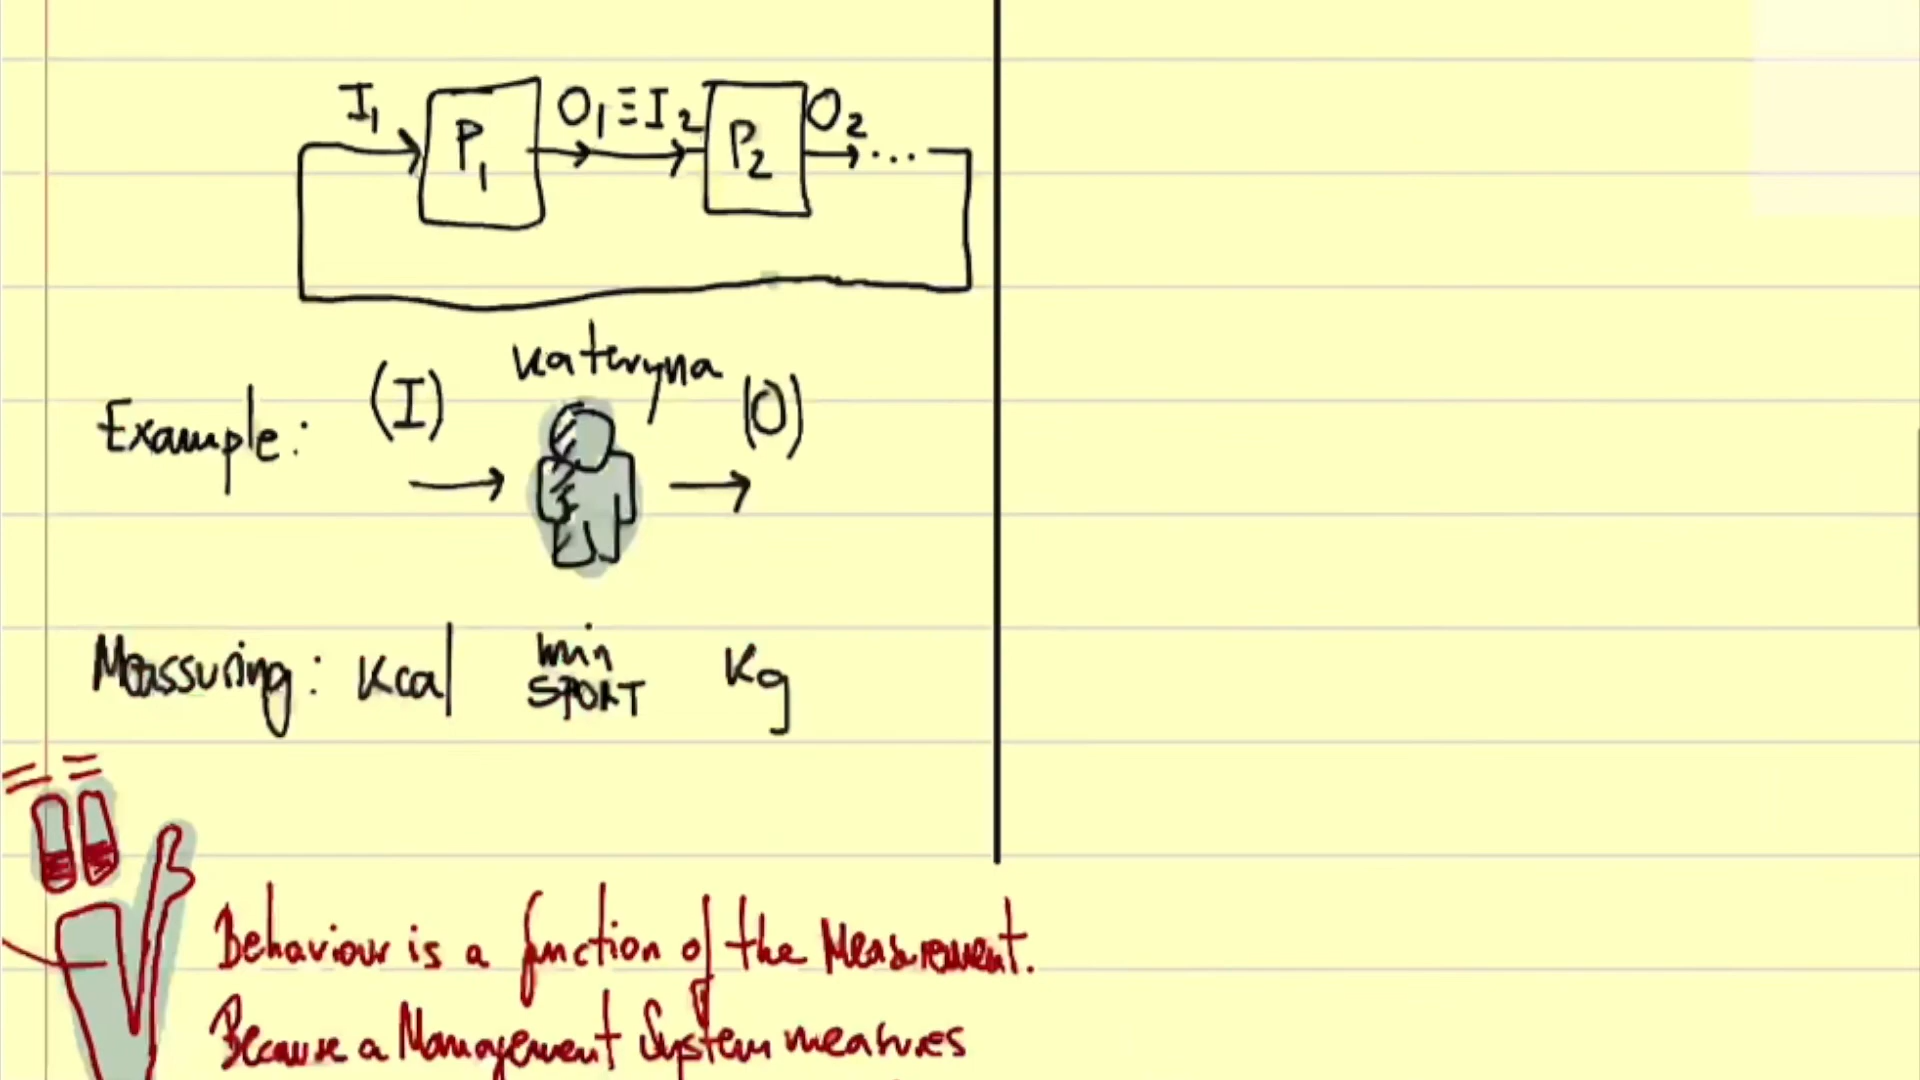 I₁ P₁ O₁≡I₂ P₂ O₂ ...
Kateryna
Example: (I) (O)
Meassuring: Kcal min SPORT Kg
Behaviour is a function of the Measurement.
Because a Management System measures